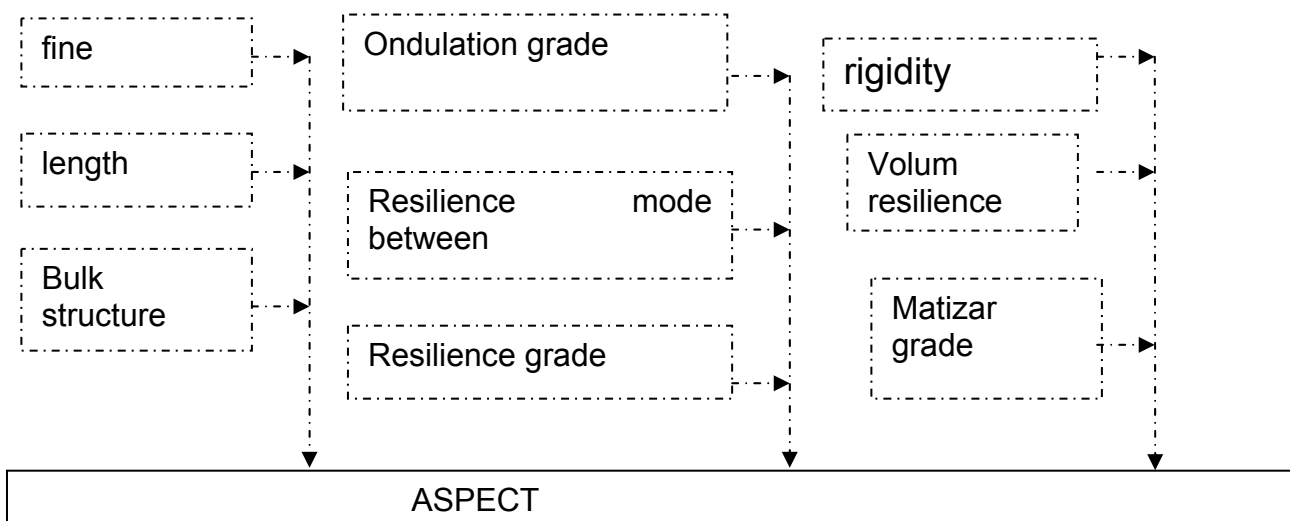 fine
length
Bulk
structure
Ondulation grade
Resilience mode
between
Resilience grade
rigidity
Volum
resilience
Matizar
grade
ASPECT